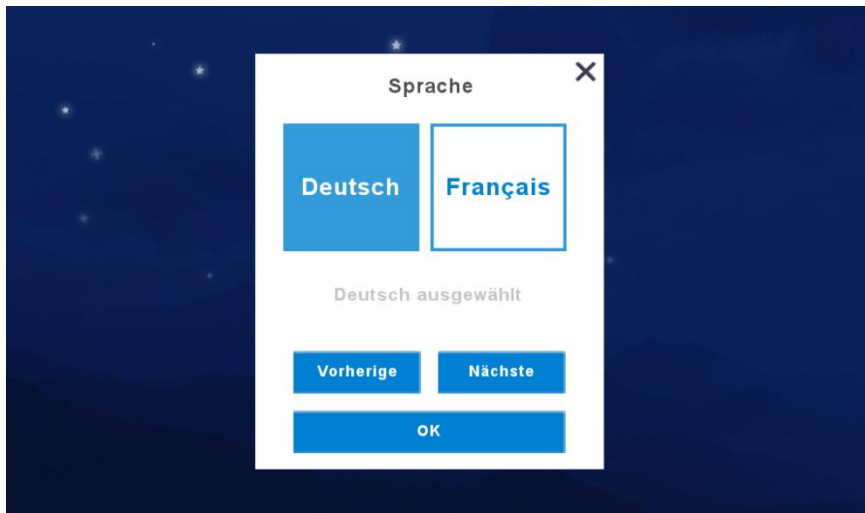 Sprache
Deutsch Français
Deutsch ausgewählt
Vorherige Nächste
OK